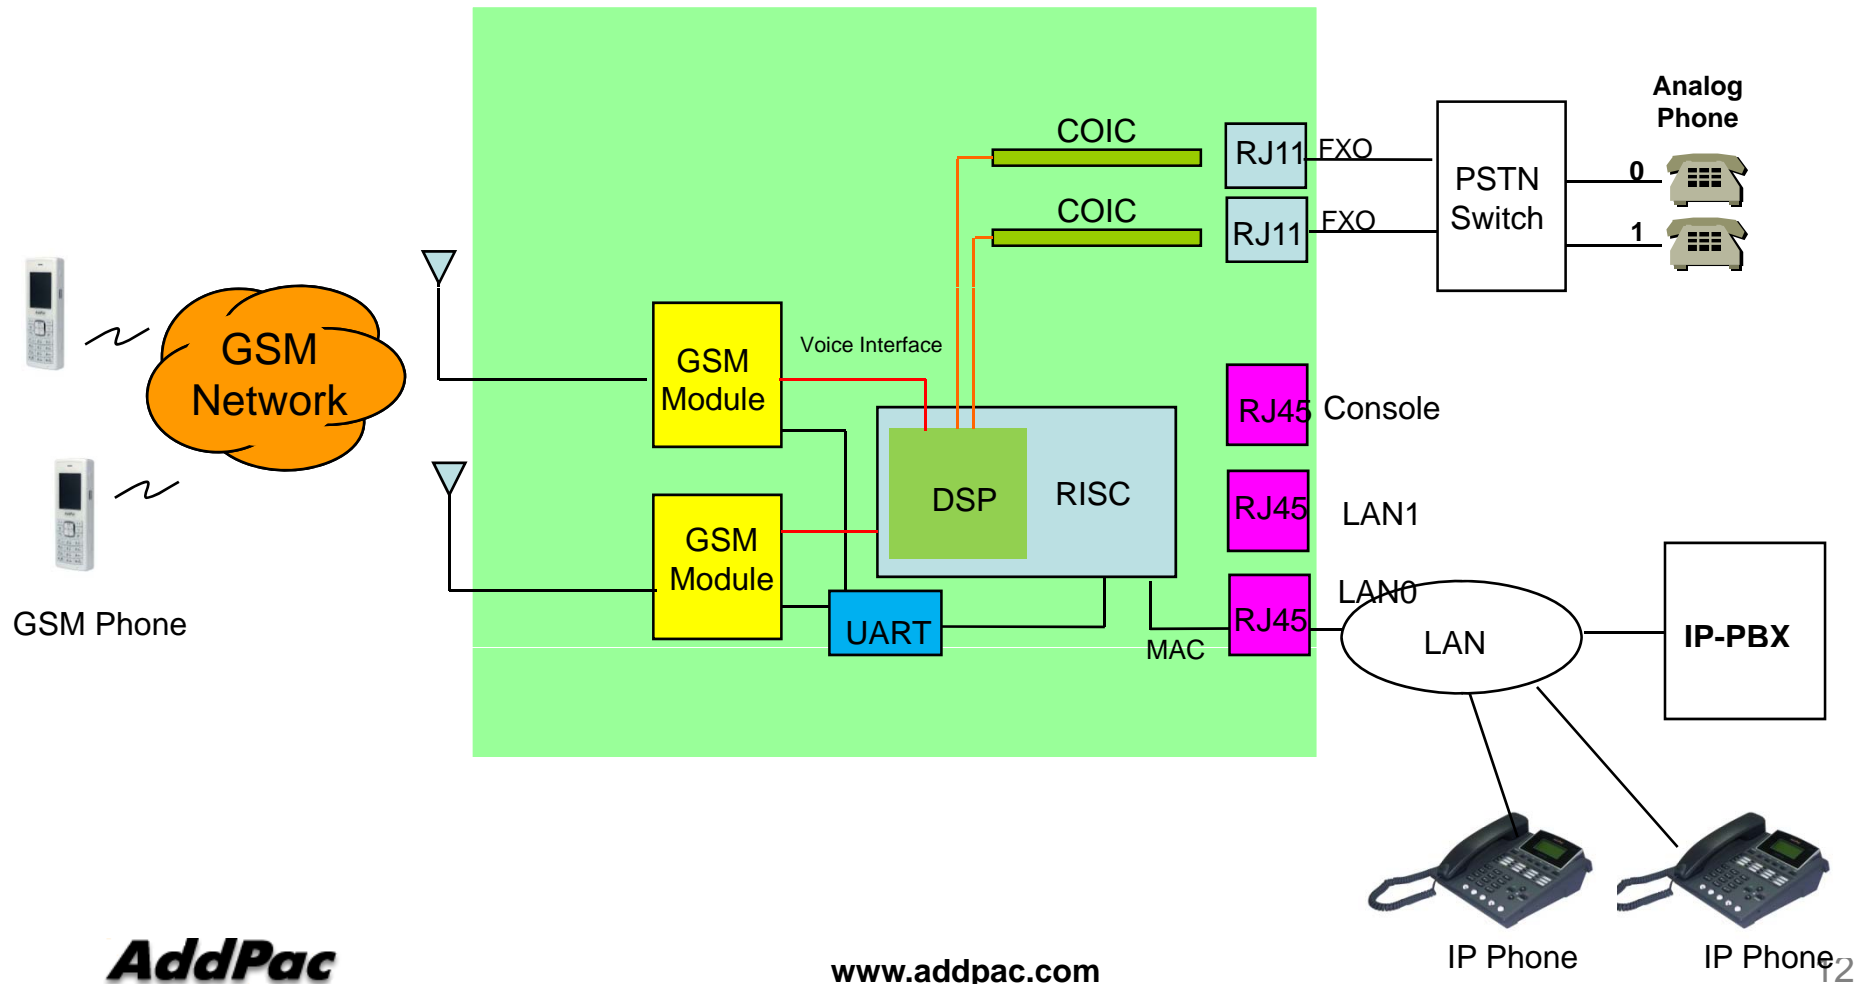 Analog
Phone
COIC
RJ11
FXO
0
PSTN
Switch
COIC
RJ11
FXO
1
GSM
Network
GSM
Module
Voice Interface
RJ45
Console
DSP
RISC
RJ45
LAN1
GSM
Module
LAN0
GSM Phone
UART
MAC
RJ45
LAN
IP-PBX
IP Phone
IP Phone
AddPac
www.addpac.com
12